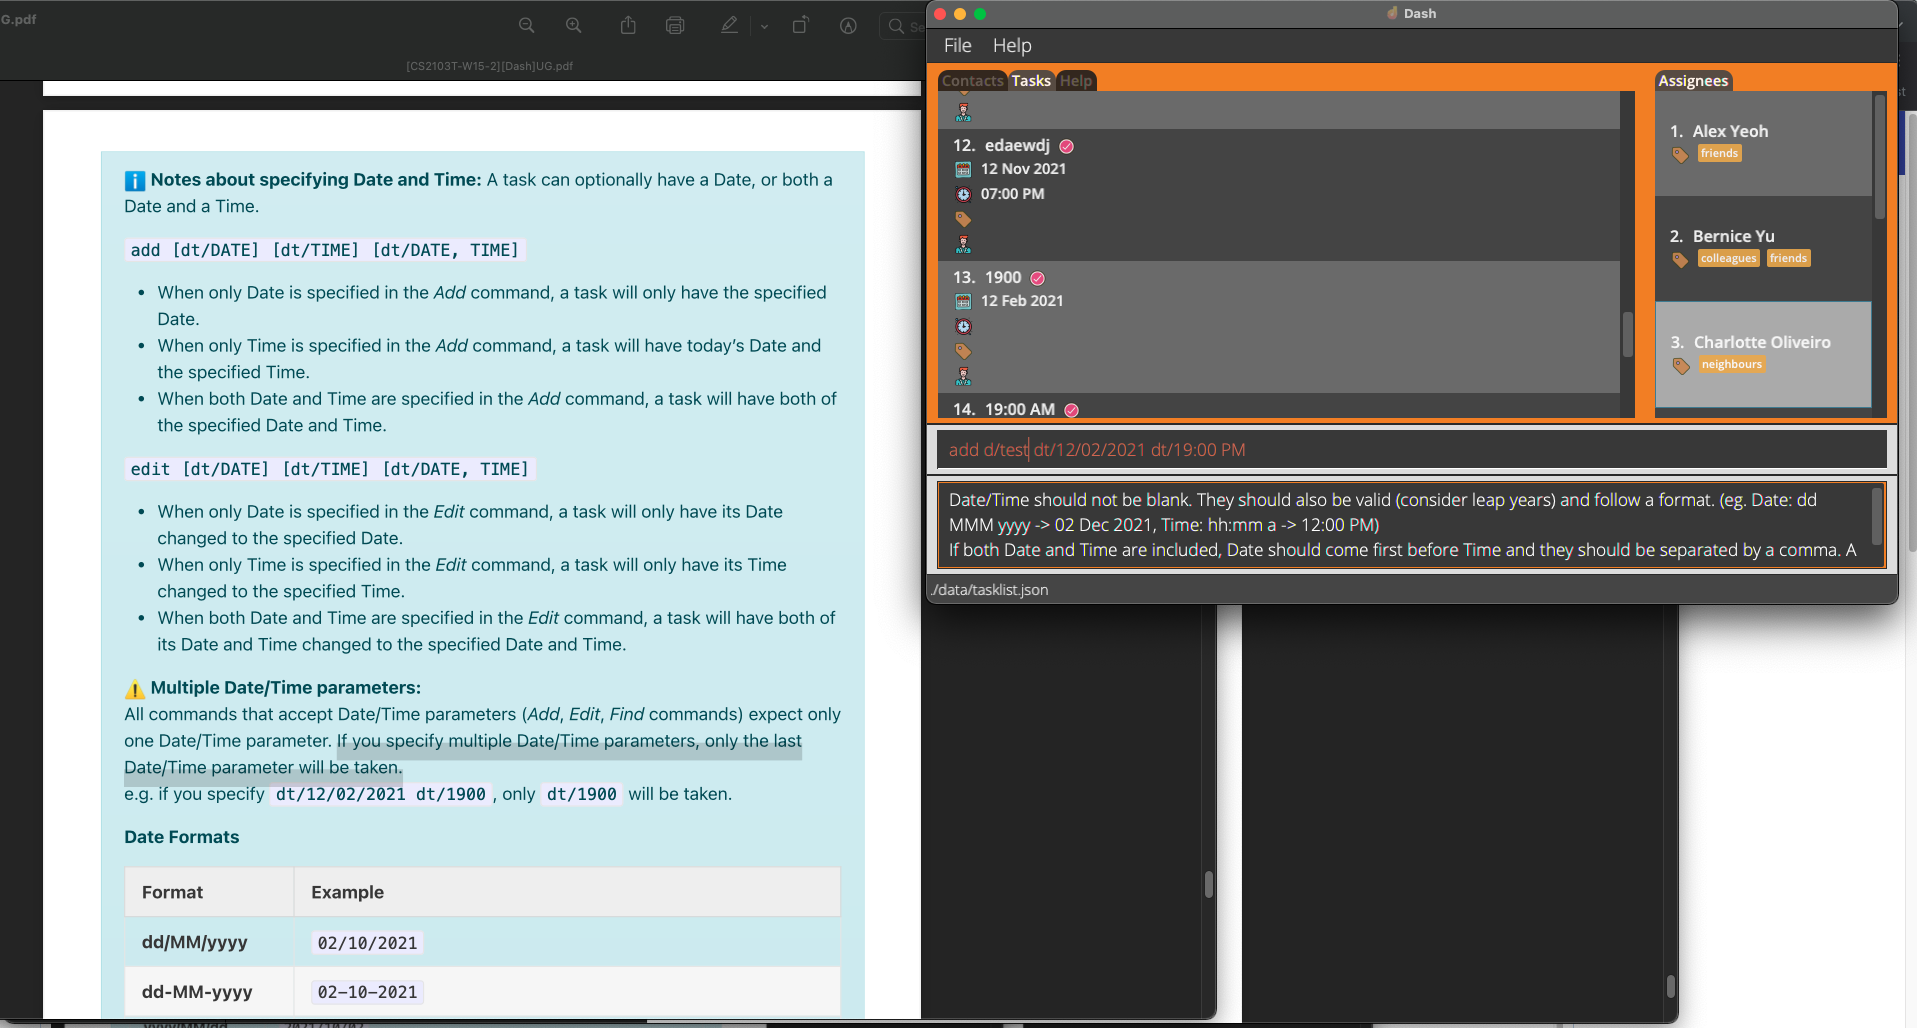 G.pdf
[CS2103T-W15-2][Dash]UG.pdf
Notes about specifying Date and Time: A task can optionally have a Date, or both a
Date and a Time.
add [dt/DATE] [dt/TIME] [dt/DATE, TIME]
• When only Date is specified in the Add command, a task will only have the specified
Date.
• When only Time is specified in the Add command, a task will have today’s Date and
the specified Time.
• When both Date and Time are specified in the Add command, a task will have both of
the specified Date and Time.
edit [dt/DATE] [dt/TIME] [dt/DATE, TIME]
• When only Date is specified in the Edit command, a task will only have its Date
changed to the specified Date.
• When only Time is specified in the Edit command, a task will only have its Time
changed to the specified Time.
• When both Date and Time are specified in the Edit command, a task will have both of
its Date and Time changed to the specified Date and Time.
Multiple Date/Time parameters:
All commands that accept Date/Time parameters (Add, Edit, Find commands) expect only
one Date/Time parameter. If you specify multiple Date/Time parameters, only the last
Date/Time parameter will be taken.
e.g. if you specify dt/12/02/2021 dt/1900 , only dt/1900 will be taken.
Date Formats
Format Example
dd/MM/yyyy 02/10/2021
dd-MM-yyyy 02-10-2021
Dash
File Help
Contacts Tasks Help
12. edaewdj
12 Nov 2021
07:00 PM
13. 1900
12 Feb 2021
14. 19:00 AM
Assignees
1. Alex Yeoh
friends
2. Bernice Yu
colleagues friends
3. Charlotte Oliveiro
neighbours
add d/test dt/12/02/2021 dt/19:00 PM
Date/Time should not be blank. They should also be valid (consider leap years) and follow a format. (eg. Date: dd
MMM yyyy -> 02 Dec 2021, Time: hh:mm a -> 12:00 PM)
If both Date and Time are included, Date should come first before Time and they should be separated by a comma. A
./data/tasklist.json